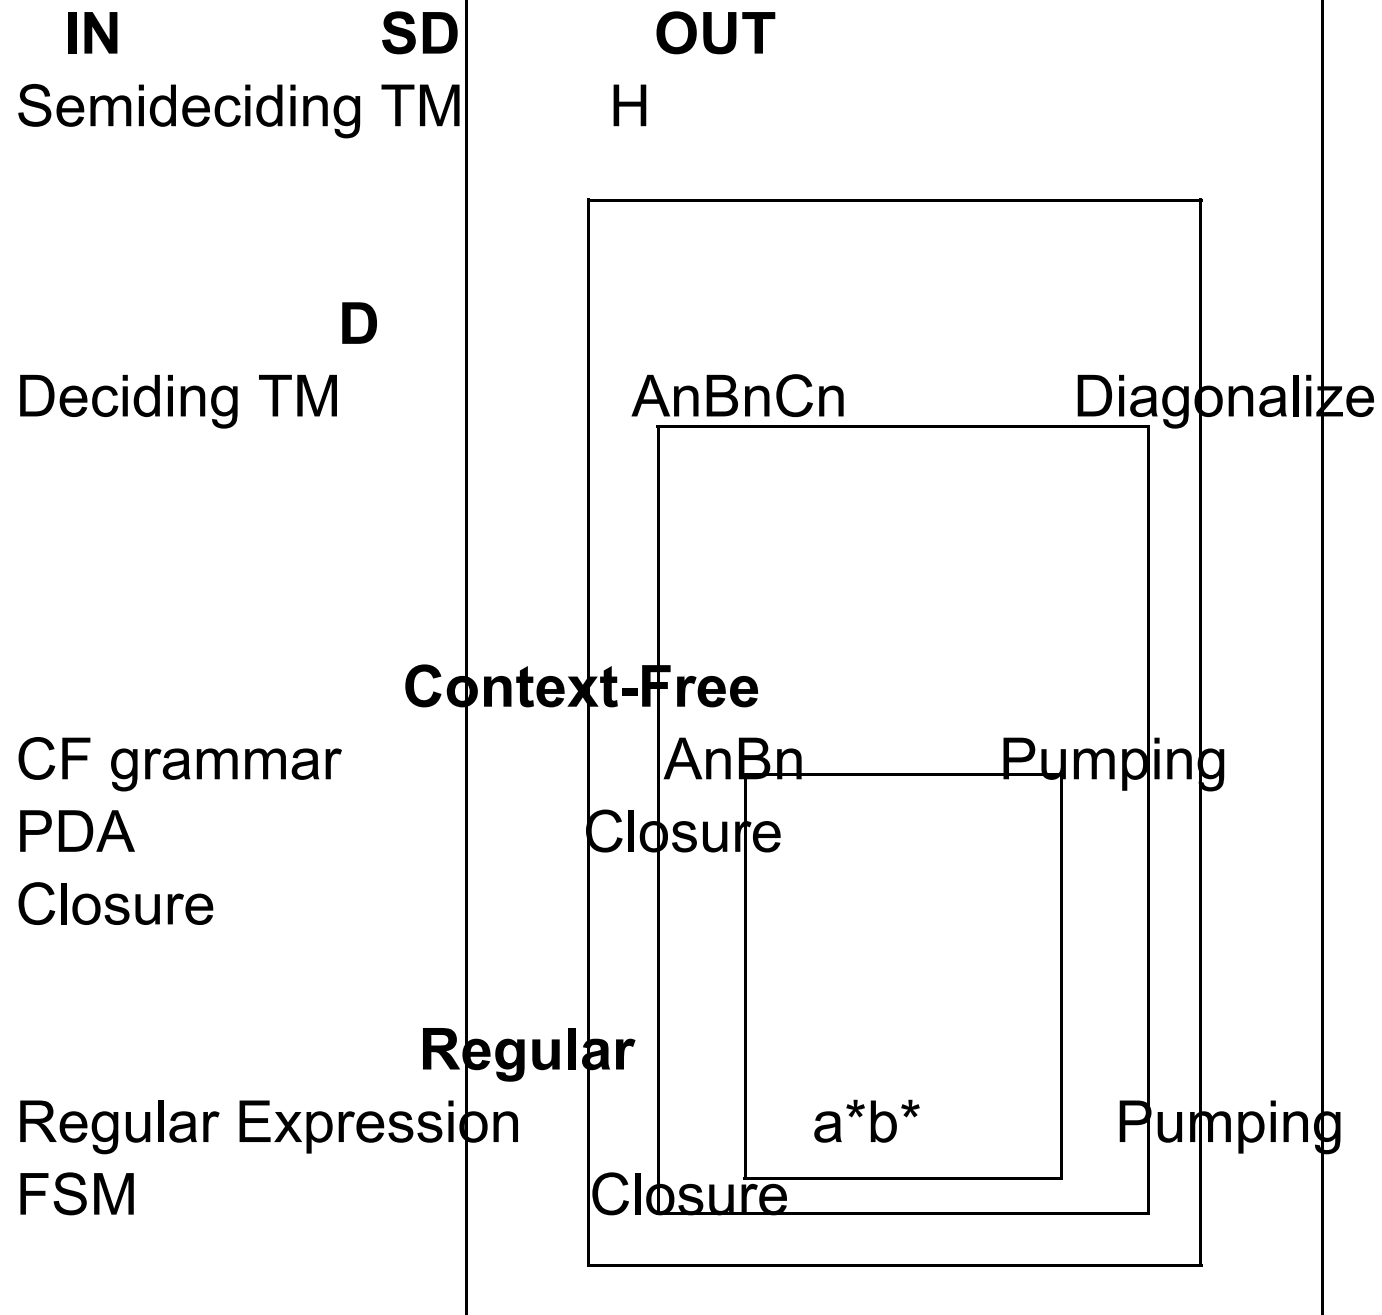 IN SD OUT
Semideciding TM H
D
Deciding TM AnBnCn Diagonalize
Context-Free
CF grammar AnBn Pumping
PDA Closure
Closure
Regular
Regular Expression a*b* Pumping
FSM Closure